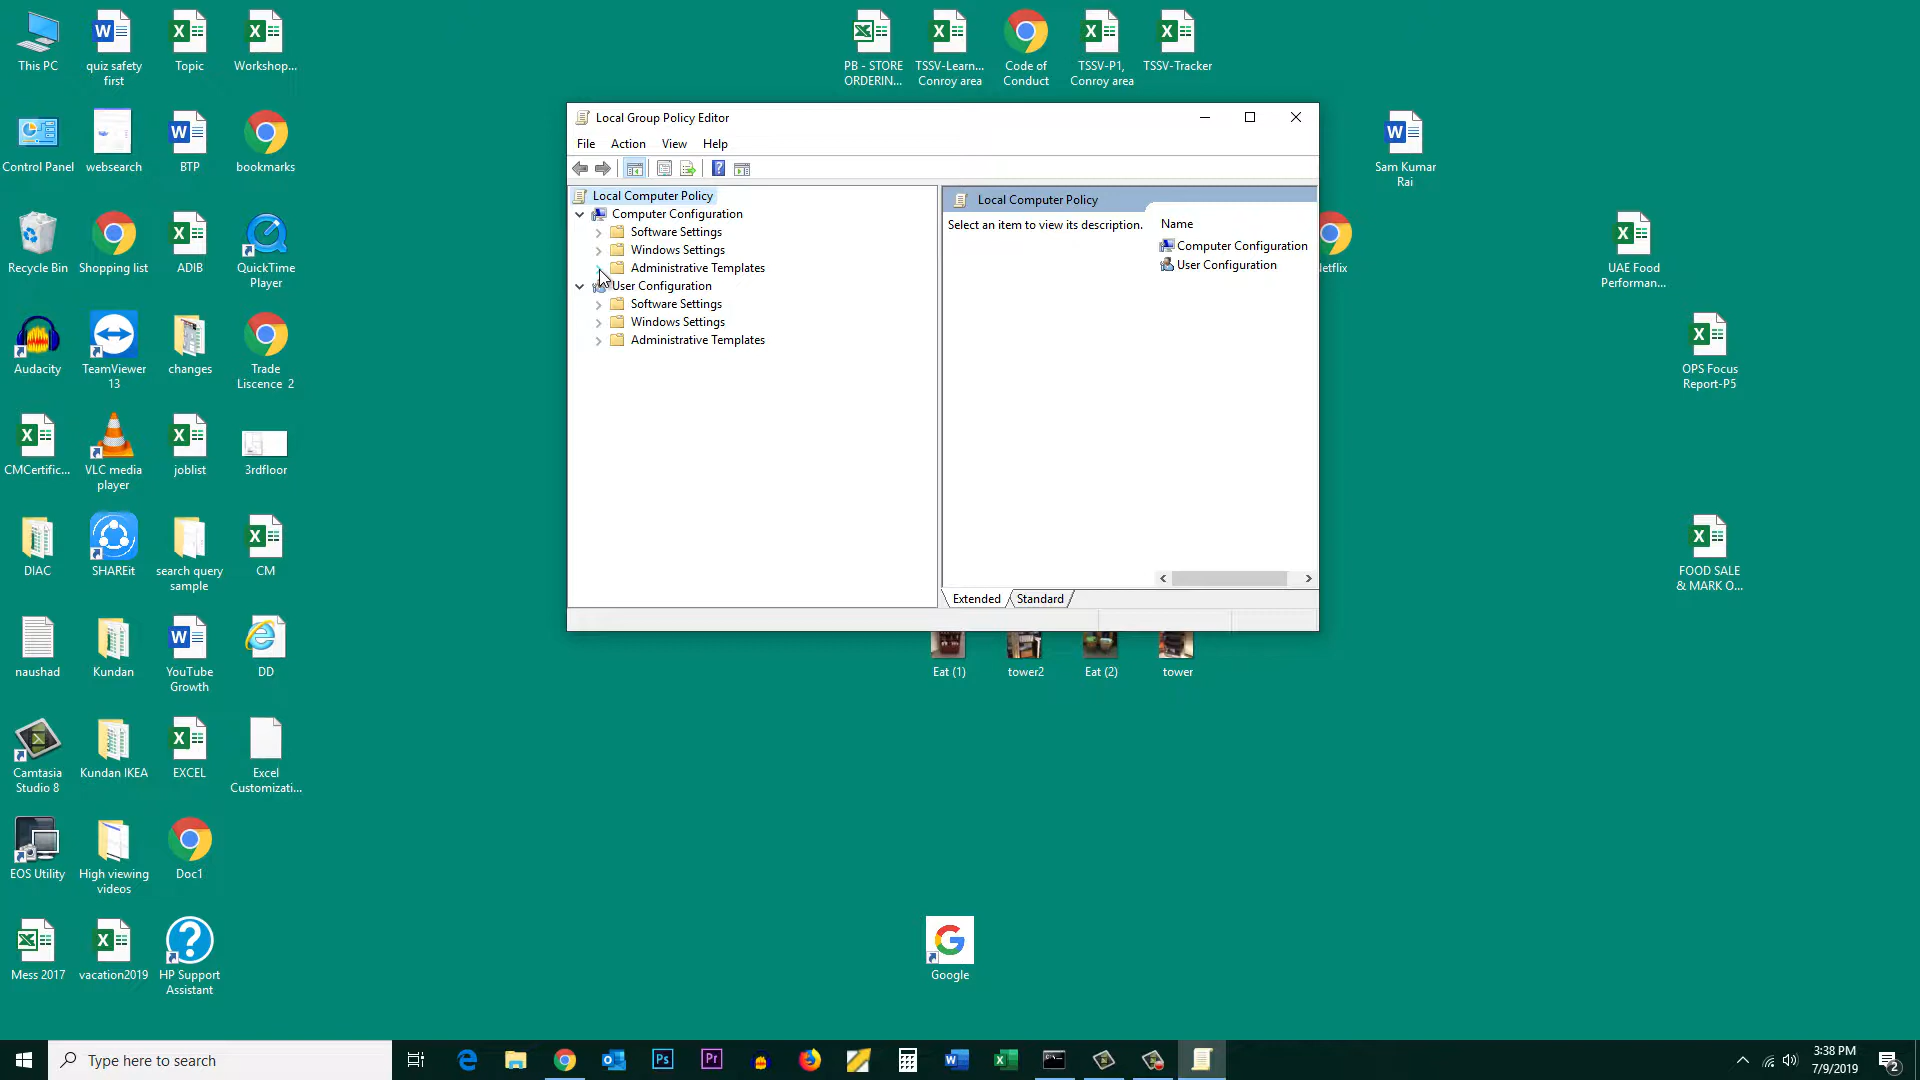 This PC
quiz safety
first
Topic
Workshop...
PB - STORE
ORDERIN...
TSSV-Learn...
Conroy area
Code of
Conduct
TSSV-P1,
Conroy area
TSSV-Tracker
Control Panel
websearch
BTP
bookmarks
Sam Kumar
Rai
Recycle Bin
Shopping list
ADIB
QuickTime
Player
etflix
UAE Food
Performan...
Audacity
TeamViewer
13
changes
Trade
Liscence 2
OPS Focus
Report-P5
CMCertific...
VLC media
player
joblist
3rdfloor
DIAC
SHAREit
search query
sample
CM
FOOD SALE
& MARK O...
naushad
Kundan
YouTube
Growth
DD
Eat (1)
tower2
Eat (2)
tower
Camtasia
Studio 8
Kundan IKEA
EXCEL
Excel
Customizati...
EOS Utility
High viewing
videos
Doc1
Mess 2017
vacation2019
HP Support
Assistant
Google
Local Group Policy Editor
File Action View Help
Local Computer Policy
Computer Configuration
Software Settings
Windows Settings
Administrative Templates
User Configuration
Software Settings
Windows Settings
Administrative Templates
Local Computer Policy
Select an item to view its description.
Name
Computer Configuration
User Configuration
Extended Standard
Type here to search
3:38 PM
7/9/2019
2